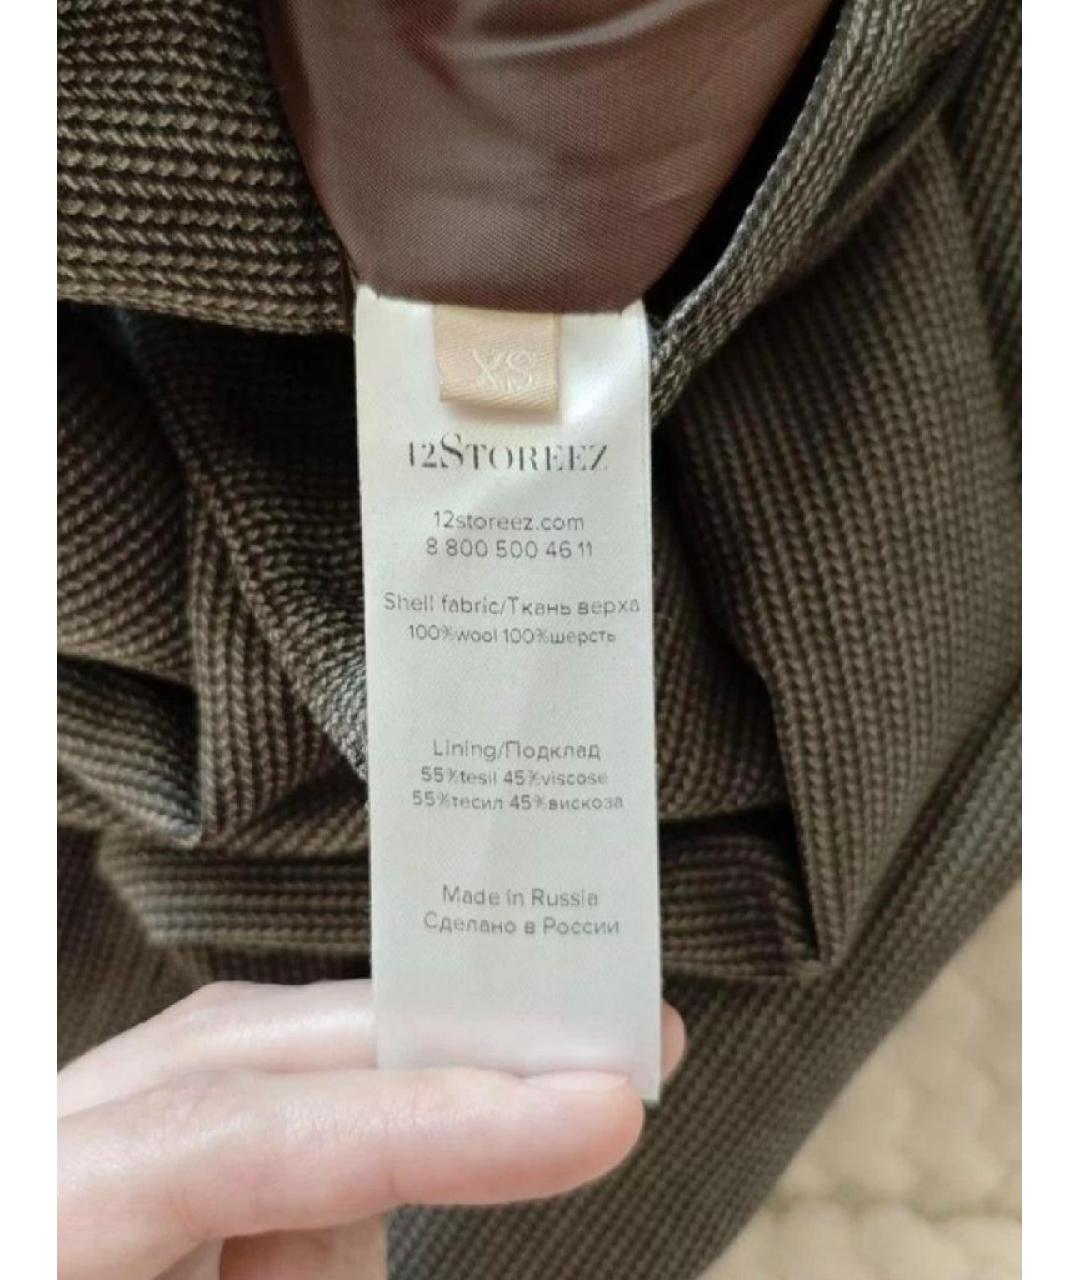 XS
12STOREEZ
12storeez.com
8 800 500 46 11
Shell fabric/Ткань верха
100%wool 100%шерсть
Lining/Подклад
55%tesil 45%viscose
55%тесил 45%вискоза
Made in Russia
Сделано в России